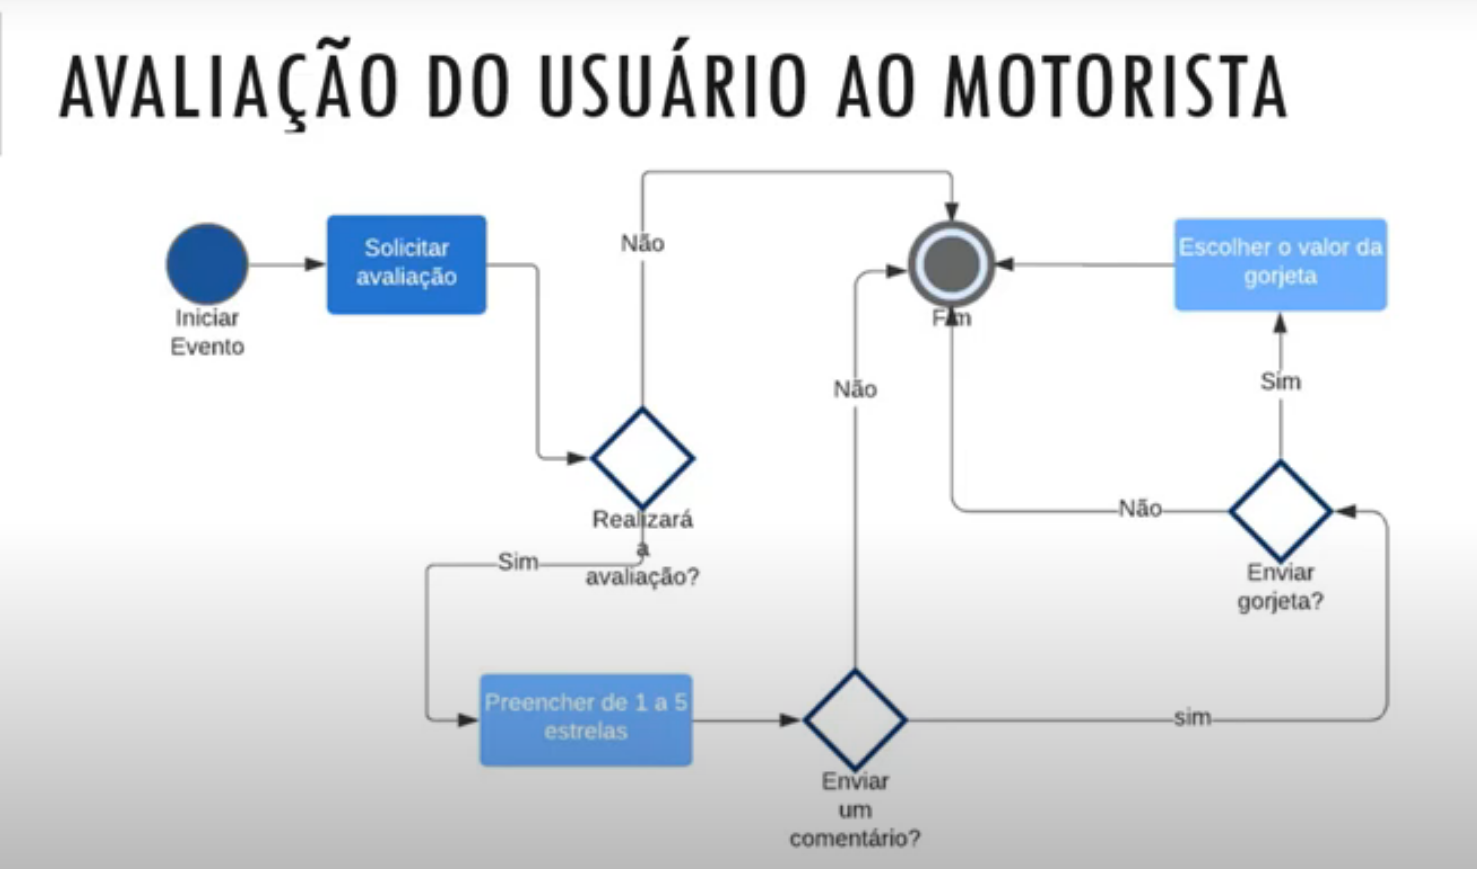 AVALIAÇÃO DO USUÁRIO AO MOTORISTA
Iniciar
Evento
Solicitar
avaliação
Não
Realizará
a
avaliação?
Sim
Preencher de 1 a 5
estrelas
Enviar
um
comentário?
Não
sim
Enviar
gorjeta?
Não
Sim
Escolher o valor da
gorjeta
Fim